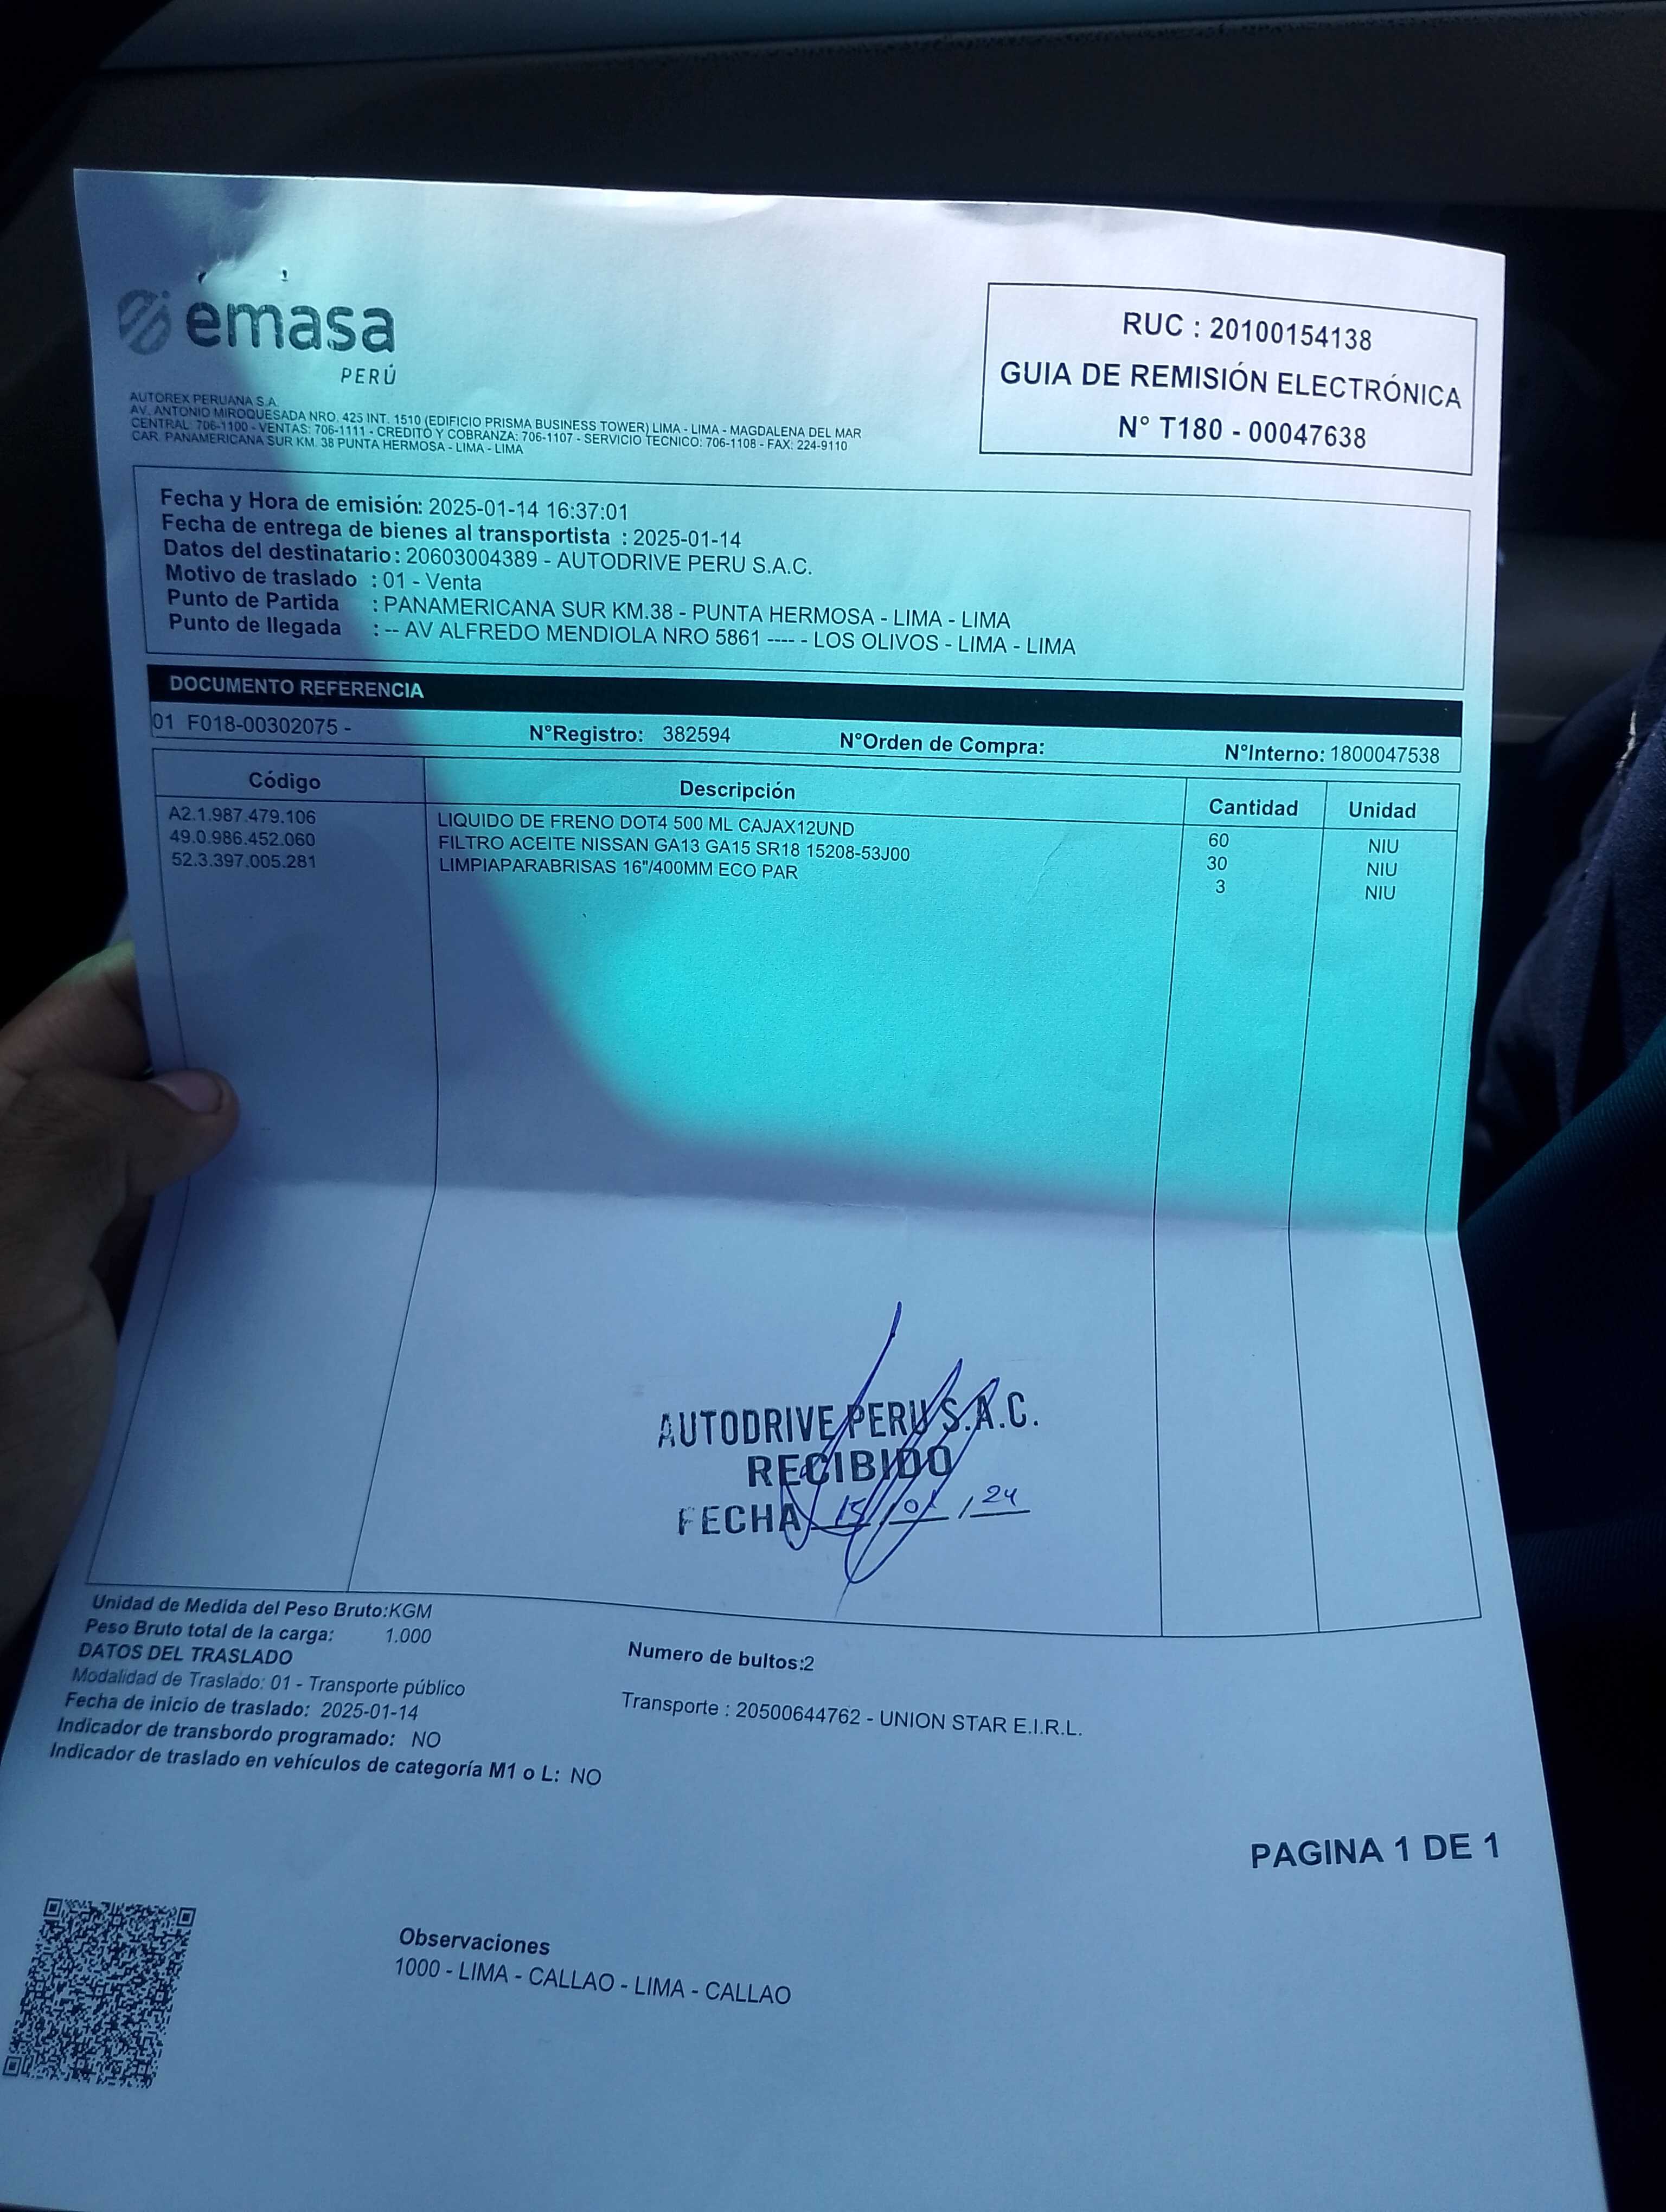 emasa
PERÚ
RUC : 20100154138
GUIA DE REMISIÓN ELECTRÓNICA
N° T180 - 00047638
AUTOREX PERUANA S.A.
AV. ANTONIO MIROQUESADA NRO. 425 INT. 1510 (EDIFICIO PRISMA BUSINESS TOWER) LIMA - LIMA - MAGDALENA DEL MAR
CENTRAL: 706-1100 - VENTAS: 706-1111 - CREDITO Y COBRANZA: 706-1107 - SERVICIO TECNICO: 706-1108 - FAX: 224-9110
CAR. PANAMERICANA SUR KM. 38 PUNTA HERMOSA - LIMA - LIMA
Fecha y Hora de emisión: 2025-01-14 16:37:01
Fecha de entrega de bienes al transportista : 2025-01-14
Datos del destinatario : 20603004389 - AUTODRIVE PERU S.A.C.
Motivo de traslado : 01 - Venta
Punto de Partida : PANAMERICANA SUR KM.38 - PUNTA HERMOSA - LIMA - LIMA
Punto de llegada : -- AV ALFREDO MENDIOLA NRO 5861 ---- - LOS OLIVOS - LIMA - LIMA
DOCUMENTO REFERENCIA
01 F018-00302075 - N°Registro: 382594 N°Orden de Compra: N°Interno: 1800047538
Código Descripción Cantidad Unidad
A2.1.987.479.106 LIQUIDO DE FRENO DOT4 500 ML CAJAX12UND 60 NIU
49.0.986.452.060 FILTRO ACEITE NISSAN GA13 GA15 SR18 15208-53J00 30 NIU
52.3.397.005.281 LIMPIAPARABRISAS 16"/400MM ECO PAR 3 NIU
AUTODRIVE PERU S.A.C.
RECIBIDO
FECHA 15 / 01 / 24
Unidad de Medida del Peso Bruto:KGM
Peso Bruto total de la carga: 1.000 Numero de bultos:2
DATOS DEL TRASLADO
Modalidad de Traslado: 01 - Transporte público Transporte : 20500644762 - UNION STAR E.I.R.L.
Fecha de inicio de traslado: 2025-01-14
Indicador de transbordo programado: NO
Indicador de traslado en vehículos de categoría M1 o L: NO
PAGINA 1 DE 1
Observaciones
1000 - LIMA - CALLAO - LIMA - CALLAO